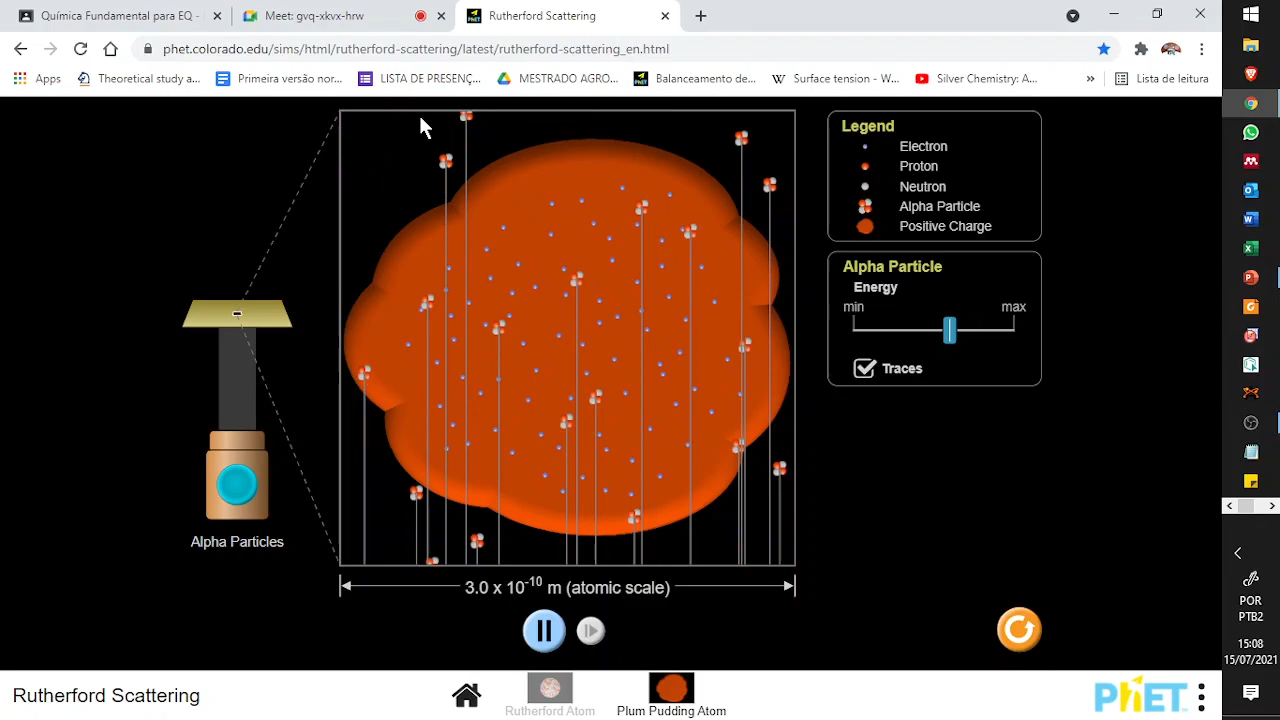 Química Fundamental para EQ
Meet: gvq-xkvx-hrw
Rutherford Scattering
phet.colorado.edu/sims/html/rutherford-scattering/latest/rutherford-scattering_en.html
Apps
Theoretical study a...
Primeira versão nor...
LISTA DE PRESENÇ...
MESTRADO AGRO...
Balanceamento de...
Surface tension - W...
Silver Chemistry: A...
»
Lista de leitura
Legend
Electron
Proton
Neutron
Alpha Particle
Positive Charge
Alpha Particle
Energy
min max
Traces
Alpha Particles
3.0 x 10⁻¹⁰ m (atomic scale)
Rutherford Scattering
Rutherford Atom
Plum Pudding Atom
PhET
POR
PTB2
15:08
15/07/2021